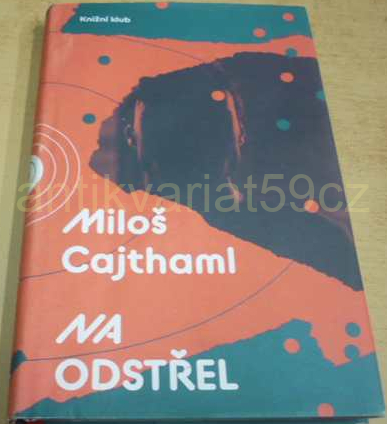 Knižní klub
antikvariat59cz
Miloš
Cajthaml
NA
ODSTŘEL